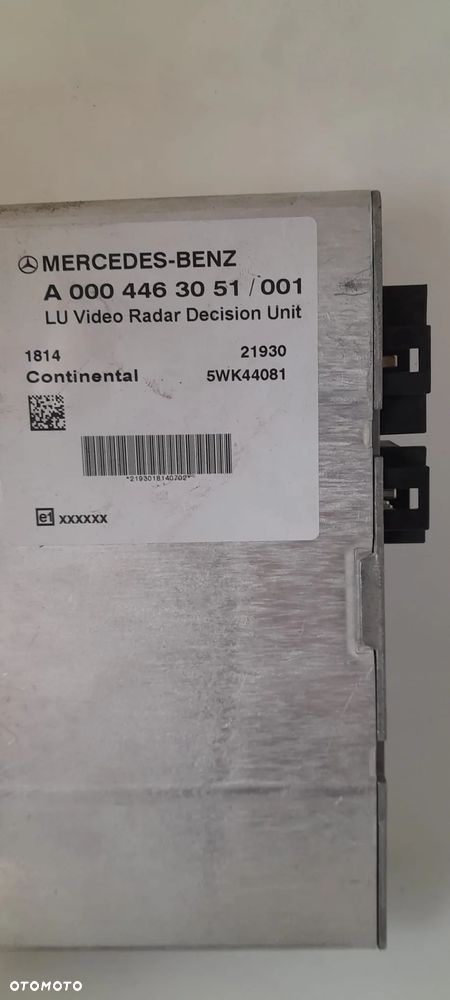 MERCEDES-BENZ
A 000 446 30 51 / 001
LU Video Radar Decision Unit
1814 21930
Continental 5WK44081
*2193018140702*
e1 xxxxxx
OTOMOTO